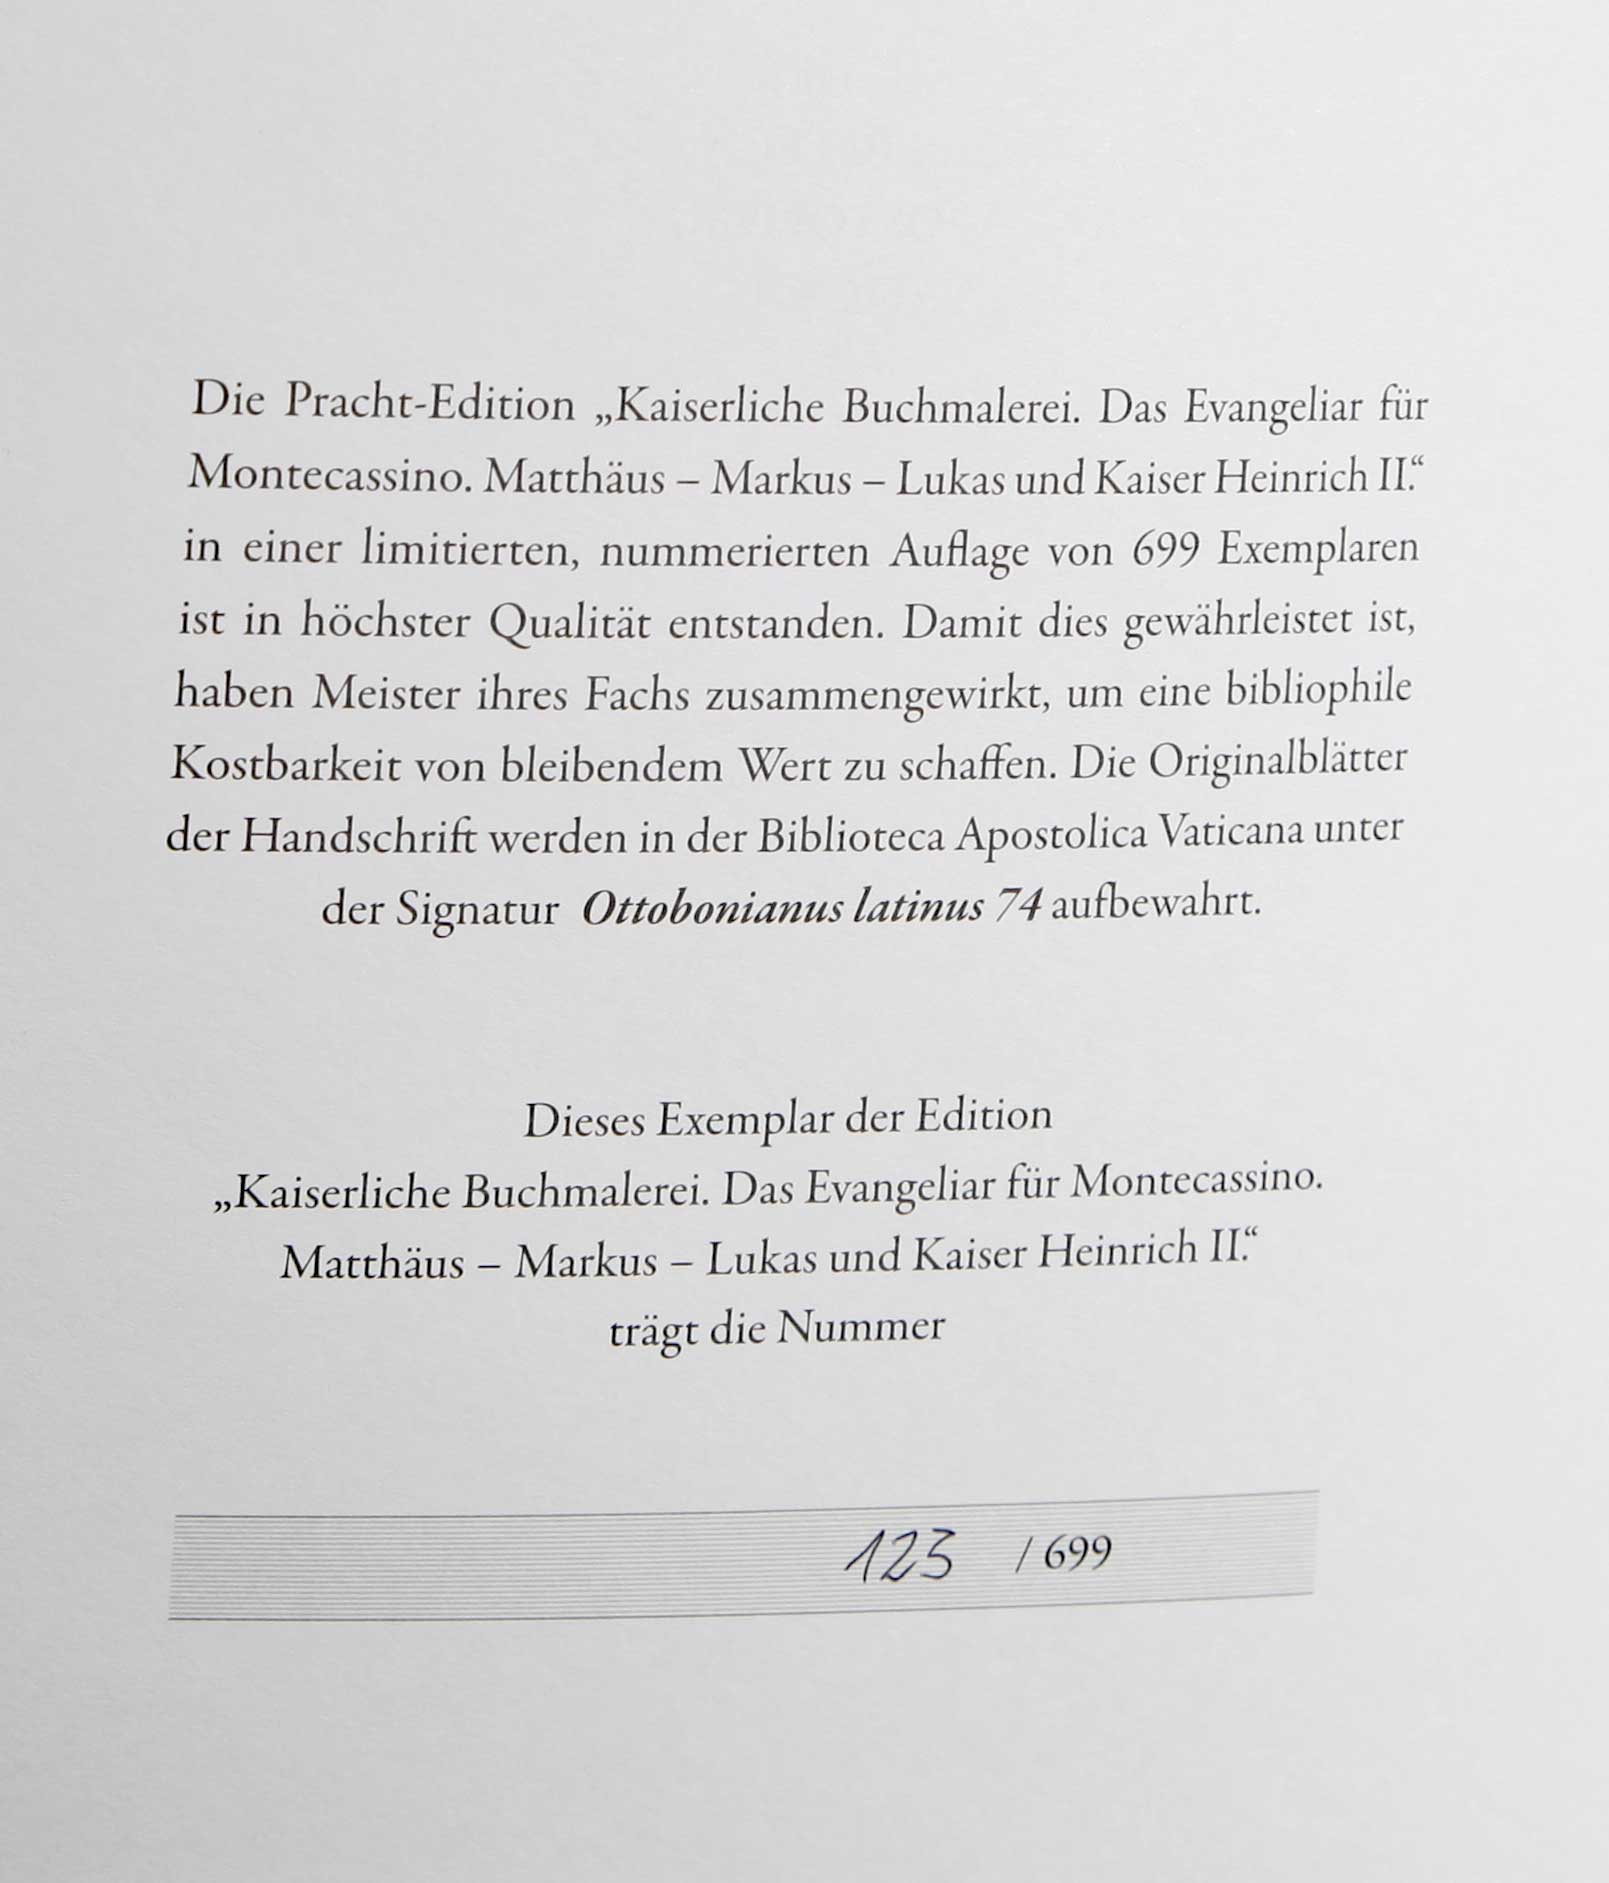 Die Pracht-Edition „Kaiserliche Buchmalerei. Das Evangeliar für
Montecassino. Matthäus – Markus – Lukas und Kaiser Heinrich II.“
in einer limitierten, nummerierten Auflage von 699 Exemplaren
ist in höchster Qualität entstanden. Damit dies gewährleistet ist,
haben Meister ihres Fachs zusammengewirkt, um eine bibliophile
Kostbarkeit von bleibendem Wert zu schaffen. Die Originalblätter
der Handschrift werden in der Biblioteca Apostolica Vaticana unter
der Signatur Ottobonianus latinus 74 aufbewahrt.
Dieses Exemplar der Edition
„Kaiserliche Buchmalerei. Das Evangeliar für Montecassino.
Matthäus – Markus – Lukas und Kaiser Heinrich II.“
trägt die Nummer
123 / 699